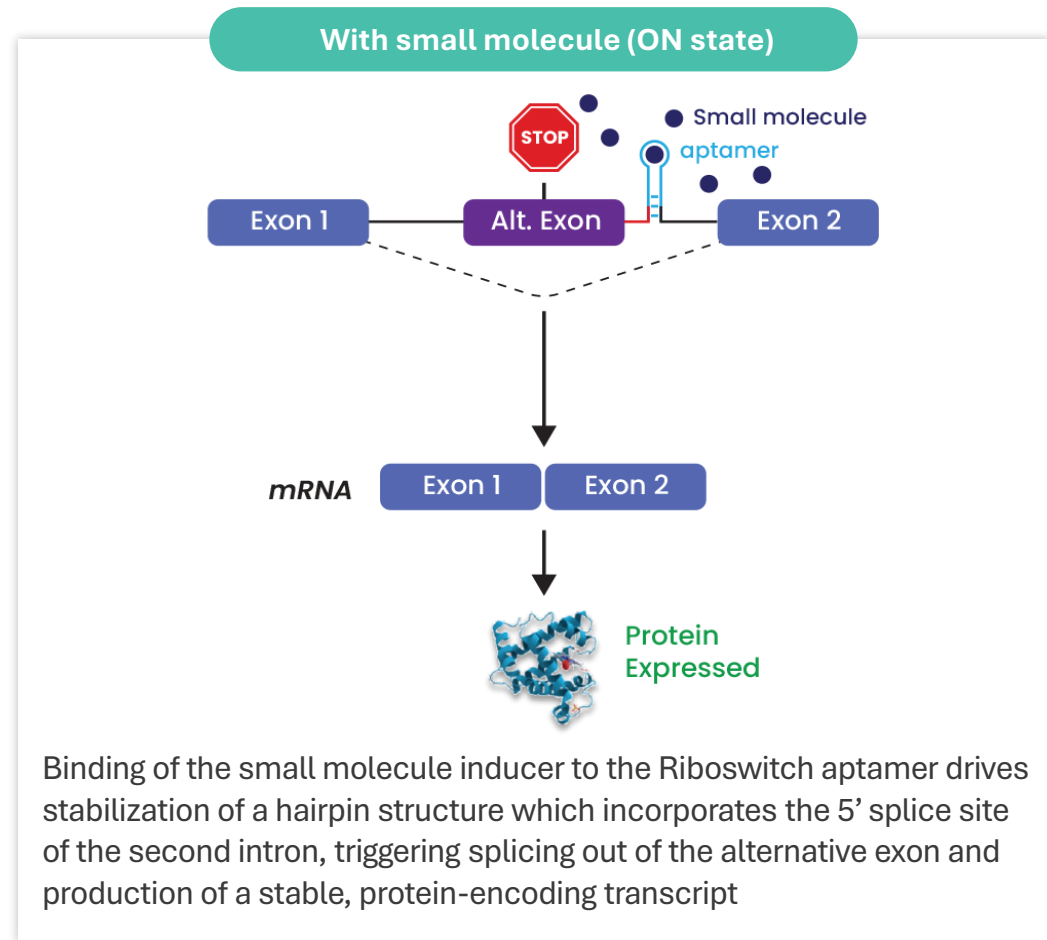 With small molecule (ON state)
STOP
Small molecule
aptamer
Exon 1
Alt. Exon
Exon 2
mRNA
Exon 1
Exon 2
Protein
Expressed
Binding of the small molecule inducer to the Riboswitch aptamer drives
stabilization of a hairpin structure which incorporates the 5’ splice site
of the second intron, triggering splicing out of the alternative exon and
production of a stable, protein-encoding transcript